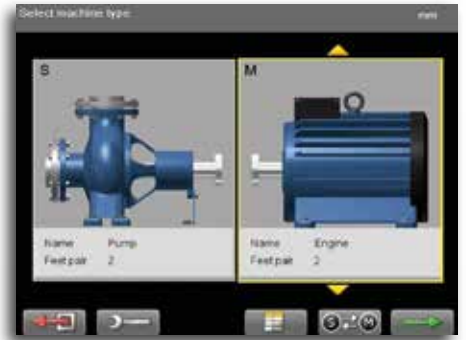 Select machine type
mm
S
M
Name Pump
Feet pair 2
Name Engine
Feet pair 2
S M